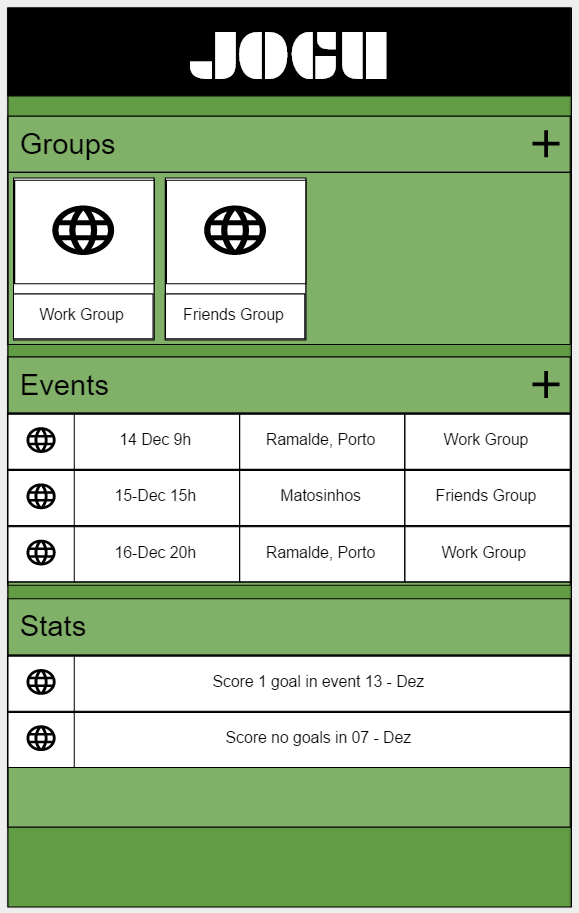 JOGU
Groups
Work Group
Friends Group
Events
14 Dec 9h
Ramalde, Porto
Work Group
15-Dec 15h
Matosinhos
Friends Group
16-Dec 20h
Ramalde, Porto
Work Group
Stats
Score 1 goal in event 13 - Dez
Score no goals in 07 - Dez